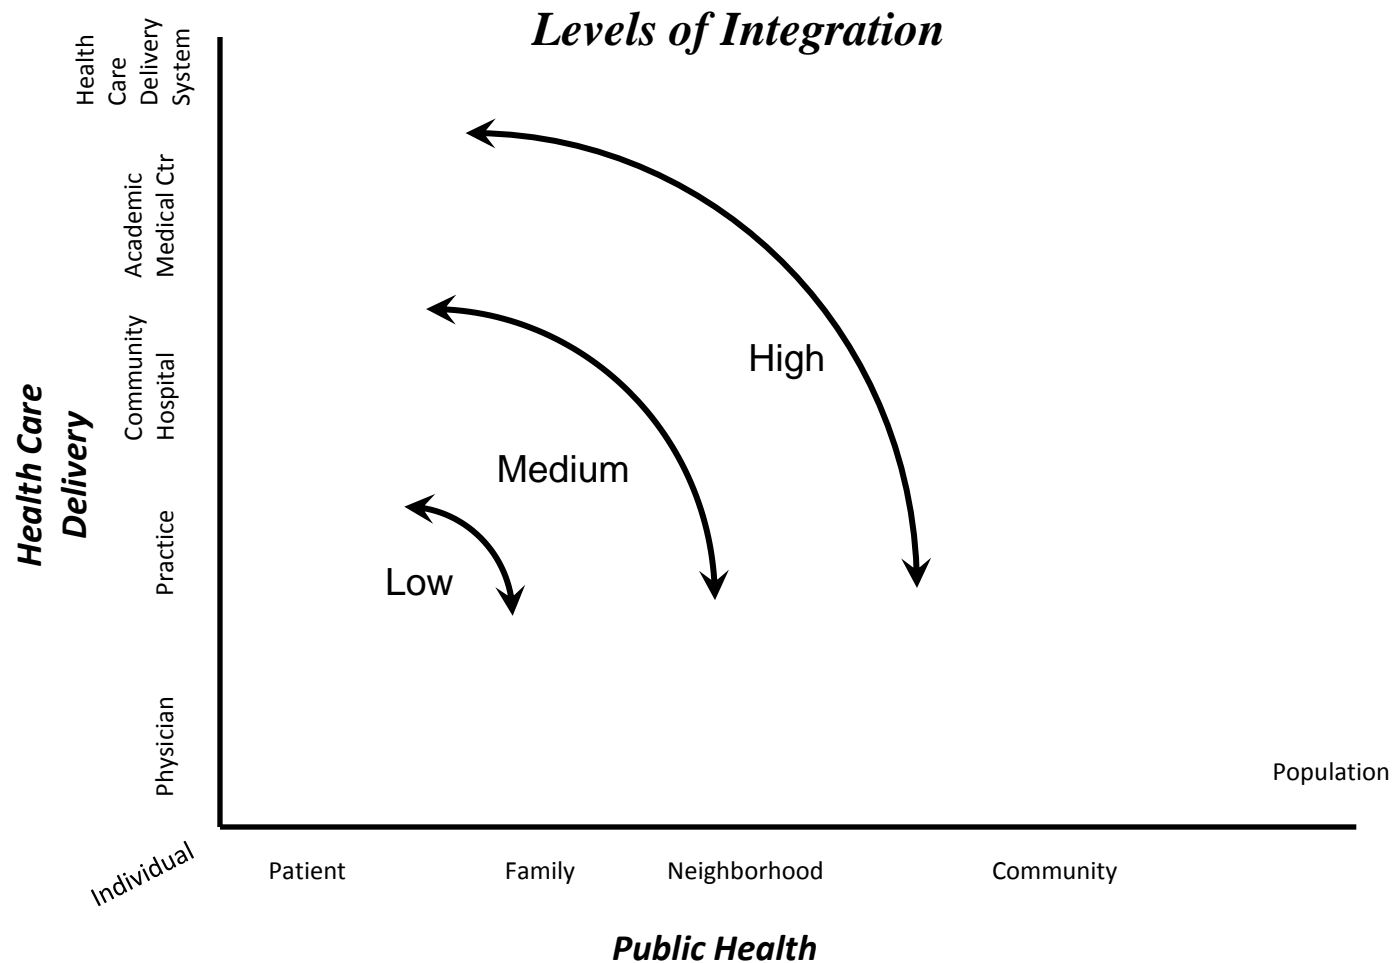 Levels of Integration
Health
Care
Delivery
System
Academic
Medical Ctr
Community
Hospital
Health Care
Delivery
Practice
Physician
High
Medium
Low
Population
Individual
Patient
Family
Neighborhood
Community
Public Health